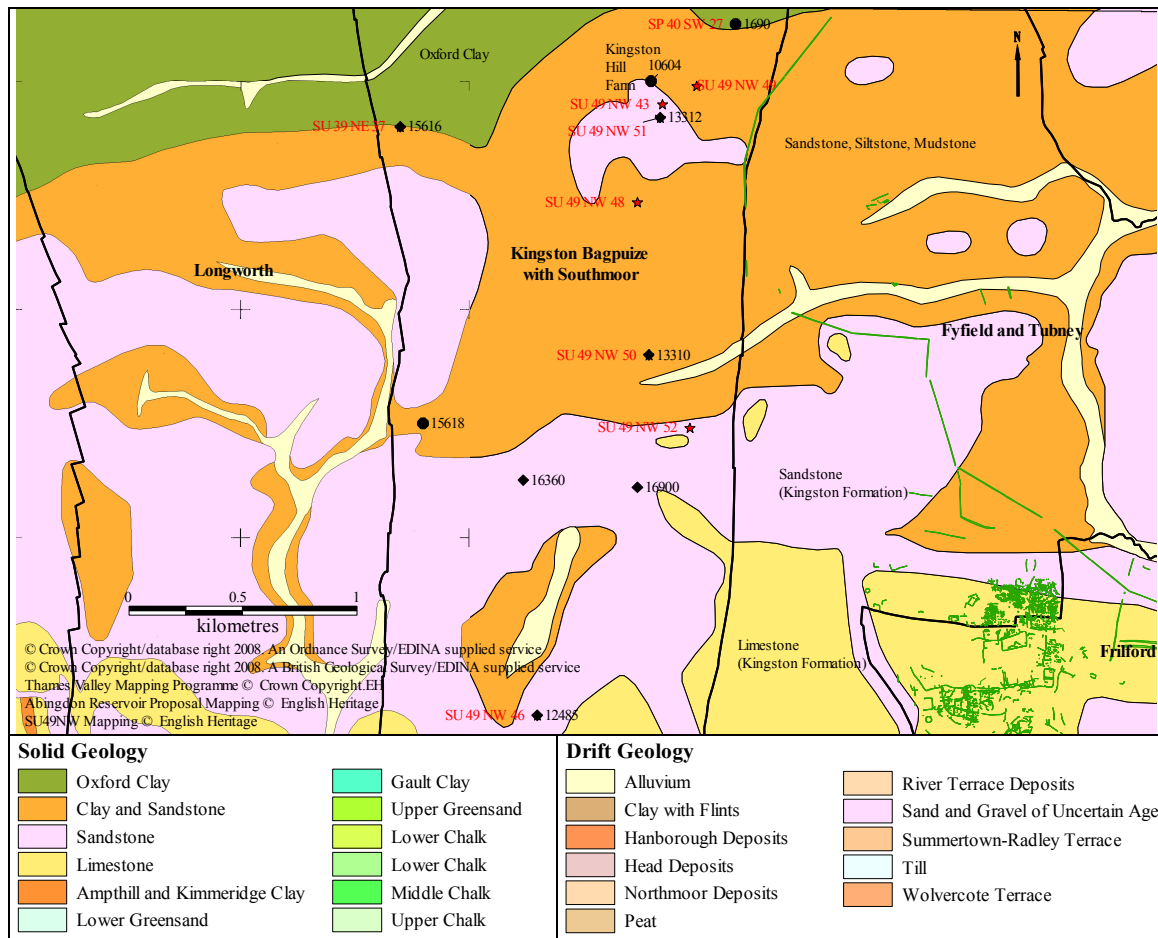 SP 40 SW 27 1690
Oxford Clay
Kingston
Hill
Farm
10604
SU 49 NW 49
N
SU 49 NW 43
SU 39 NE 37 15616
13312
SU 49 NW 51
Sandstone, Siltstone, Mudstone
SU 49 NW 48
Longworth
Kingston Bagpuize
with Southmoor
Fyfield and Tubney
SU 49 NW 50 13310
15618
SU 49 NW 52
16360
16900
Sandstone
(Kingston Formation)
0 0.5 1
kilometres
Limestone
(Kingston Formation)
Frilford
© Crown Copyright/database right 2008. An Ordnance Survey/EDINA supplied service
© Crown Copyright/database right 2008. A British Geological Survey/EDINA supplied service
Thames Valley Mapping Programme © Crown Copyright.EH
Abingdon Reservoir Proposal Mapping © English Heritage
SU49NW Mapping © English Heritage
SU 49 NW 46 12485
Solid Geology
Oxford Clay
Clay and Sandstone
Sandstone
Limestone
Ampthill and Kimmeridge Clay
Lower Greensand
Gault Clay
Upper Greensand
Lower Chalk
Lower Chalk
Middle Chalk
Upper Chalk
Drift Geology
Alluvium
Clay with Flints
Hanborough Deposits
Head Deposits
Northmoor Deposits
Peat
River Terrace Deposits
Sand and Gravel of Uncertain Age
Summertown-Radley Terrace
Till
Wolvercote Terrace